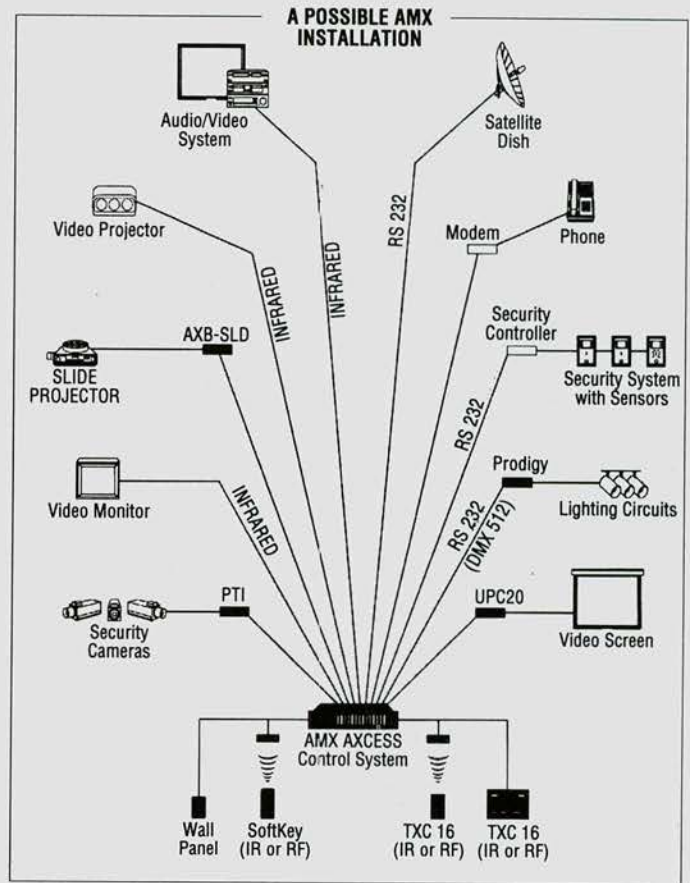 A POSSIBLE AMX
INSTALLATION
Audio/Video
System
Satellite
Dish
Video Projector
INFRARED
INFRARED
RS 232
Modem
Phone
AXB-SLD
SLIDE
PROJECTOR
Security
Controller
Security System
with Sensors
RS 232
Video Monitor
INFRARED
Prodigy
Lighting Circuits
RS 232
(DMX 512)
PTI
Security
Cameras
UPC20
Video Screen
AMX AXCESS
Control System
Wall
Panel
SoftKey
(IR or RF)
TXC 16
(IR or RF)
TXC 16
(IR or RF)